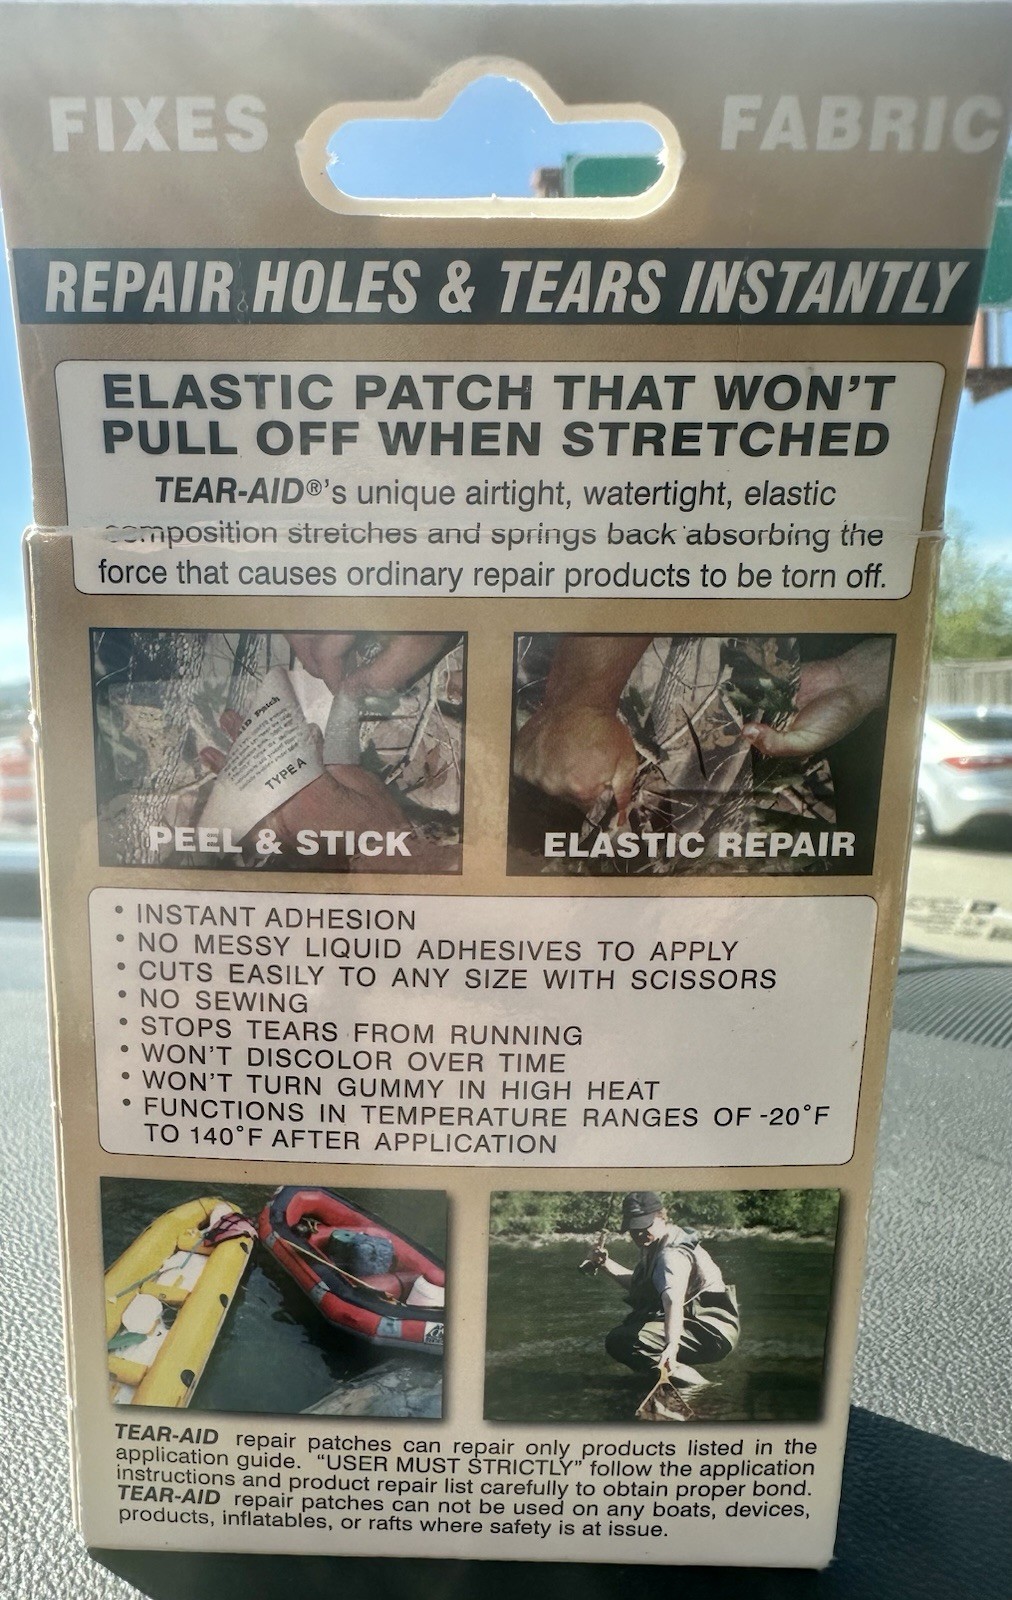 FIXES FABRIC
REPAIR HOLES & TEARS INSTANTLY
ELASTIC PATCH THAT WON'T
PULL OFF WHEN STRETCHED
TEAR-AID®'s unique airtight, watertight, elastic
composition stretches and springs back absorbing the
force that causes ordinary repair products to be torn off.
Patch
TYPE A
PEEL & STICK
ELASTIC REPAIR
• INSTANT ADHESION
• NO MESSY LIQUID ADHESIVES TO APPLY
• CUTS EASILY TO ANY SIZE WITH SCISSORS
• NO SEWING
• STOPS TEARS FROM RUNNING
• WON'T DISCOLOR OVER TIME
• WON'T TURN GUMMY IN HIGH HEAT
• FUNCTIONS IN TEMPERATURE RANGES OF -20°F
TO 140°F AFTER APPLICATION
TEAR-AID repair patches can repair only products listed in the
application guide. "USER MUST STRICTLY" follow the application
instructions and product repair list carefully to obtain proper bond.
TEAR-AID repair patches can not be used on any boats, devices,
products, inflatables, or rafts where safety is at issue.